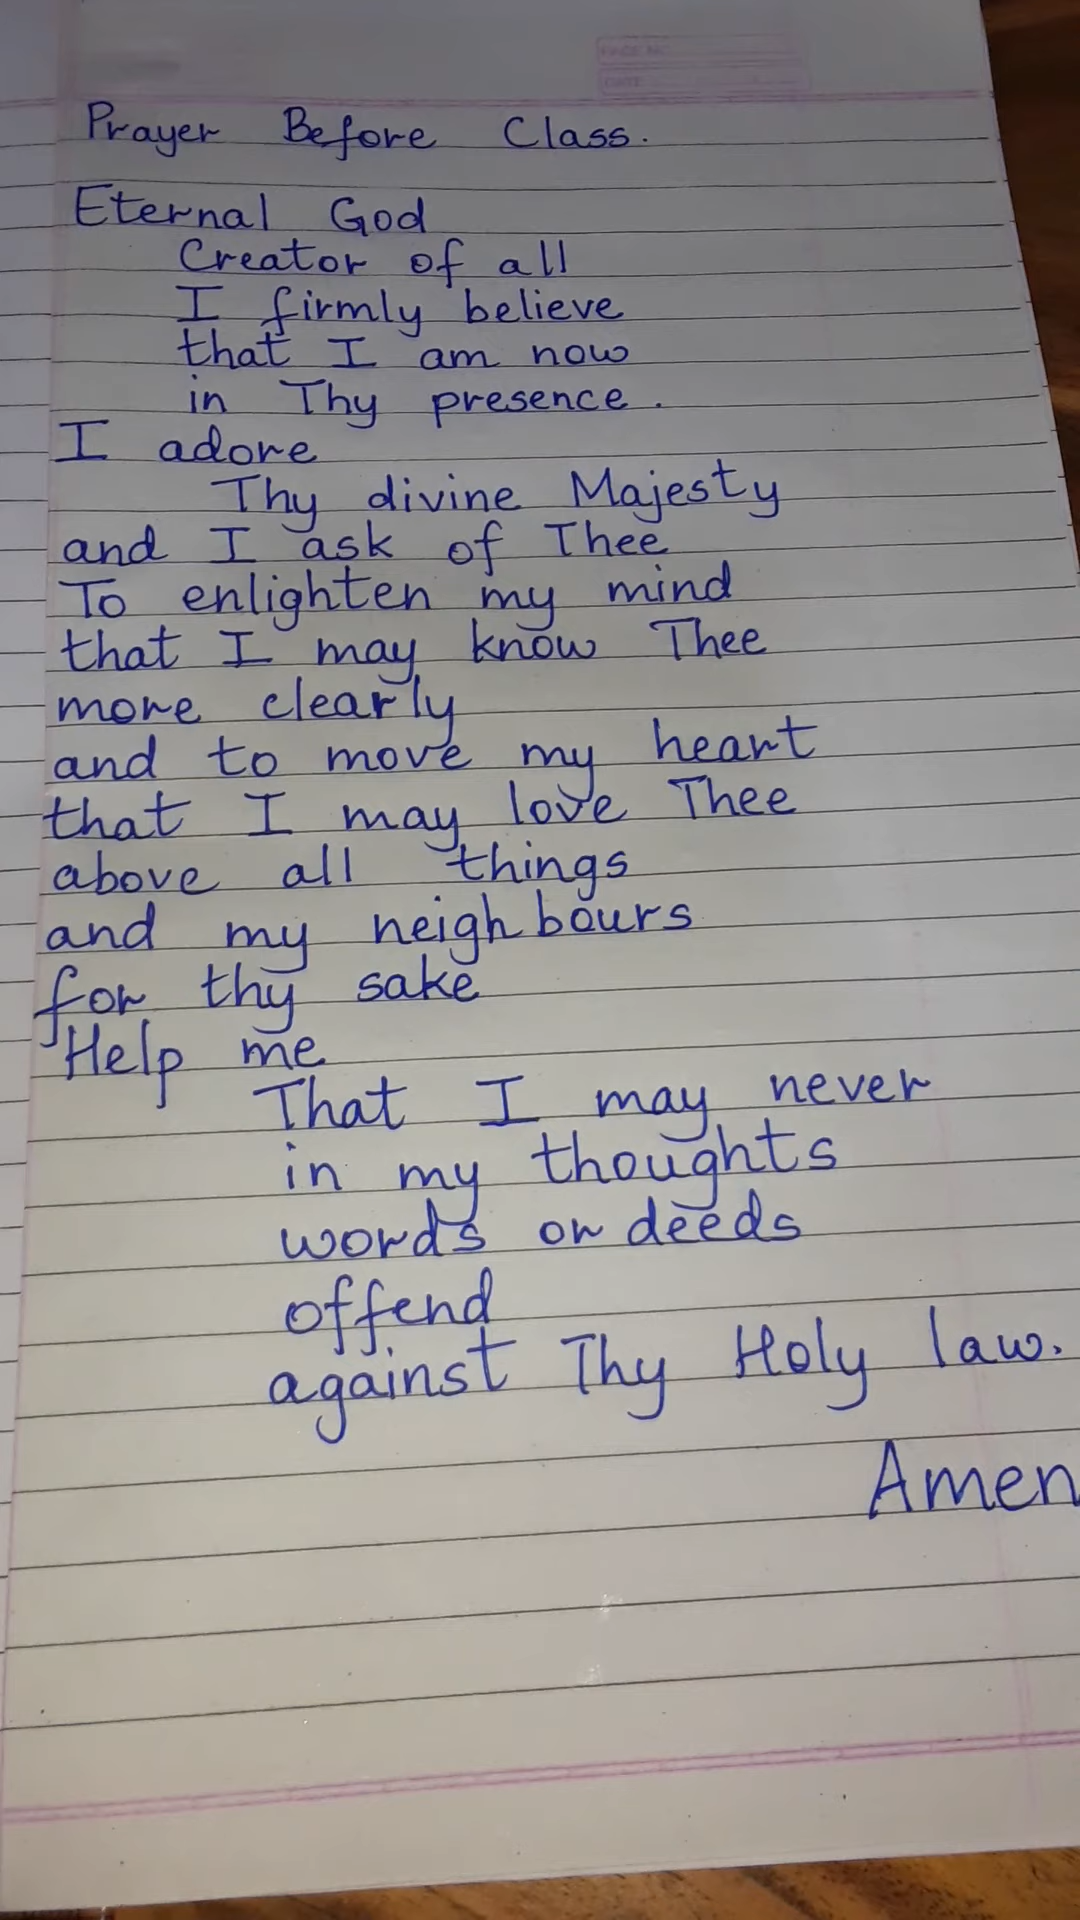 PAGE NO.
DATE
Prayer Before Class.
Eternal God
Creator of all
I firmly believe
that I am now
in Thy presence.
I adore
Thy divine Majesty
and I ask of Thee
To enlighten my mind
that I may know Thee
more clearly
and to move my heart
that I may love Thee
above all things
and my neighbours
for thy sake
Help me
That I may never
in my thoughts
words or deeds
offend
against Thy Holy law.
Amen